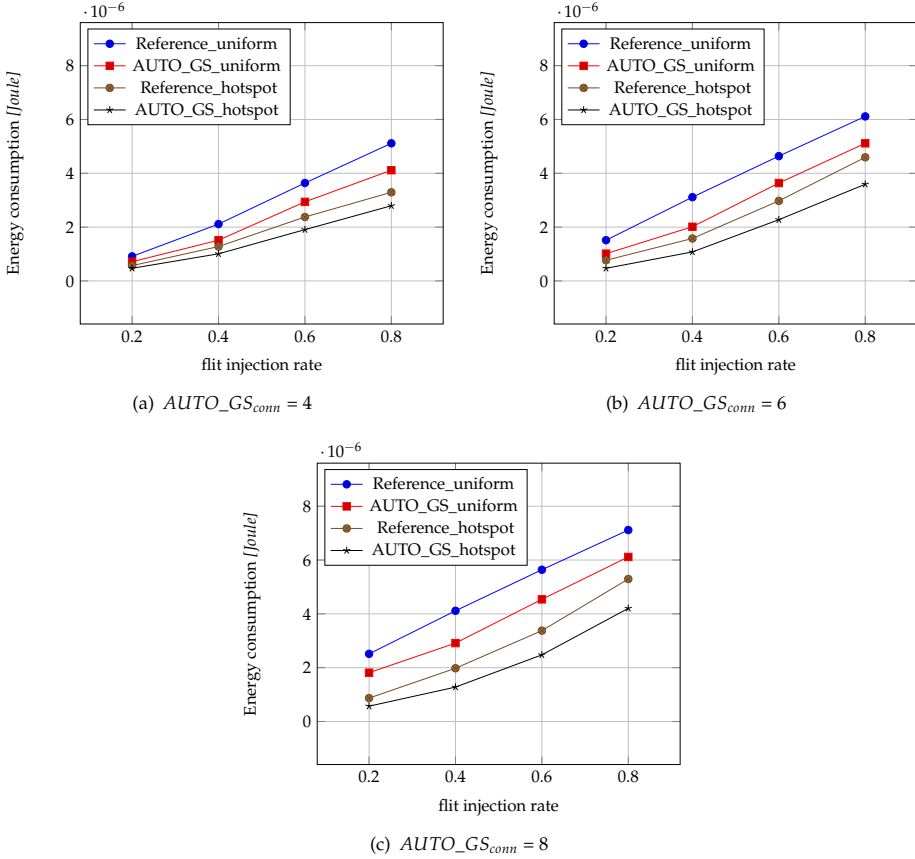 ·10⁻⁶
Reference_uniform
AUTO_GS_uniform
Reference_hotspot
AUTO_GS_hotspot
8
6
4
2
0
Energy consumption [Joule]
0.2 0.4 0.6 0.8
flit injection rate
(a) AUTO_GS_conn = 4
·10⁻⁶
Reference_uniform
AUTO_GS_uniform
Reference_hotspot
AUTO_GS_hotspot
8
6
4
2
0
Energy consumption [Joule]
0.2 0.4 0.6 0.8
flit injection rate
(b) AUTO_GS_conn = 6
·10⁻⁶
Reference_uniform
AUTO_GS_uniform
Reference_hotspot
AUTO_GS_hotspot
8
6
4
2
0
Energy consumption [Joule]
0.2 0.4 0.6 0.8
flit injection rate
(c) AUTO_GS_conn = 8